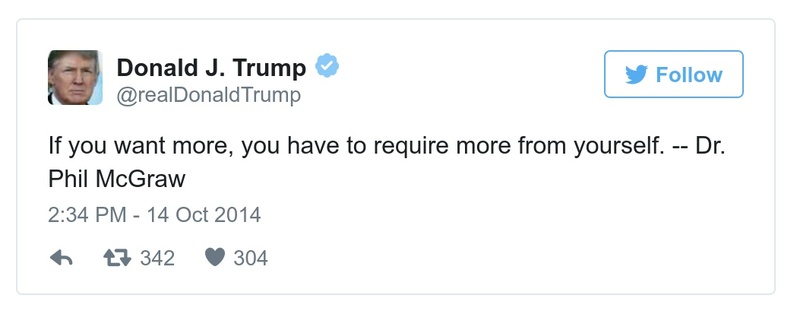 Donald J. Trump
@realDonaldTrump
Follow
If you want more, you have to require more from yourself. -- Dr.
Phil McGraw
2:34 PM - 14 Oct 2014
342 304